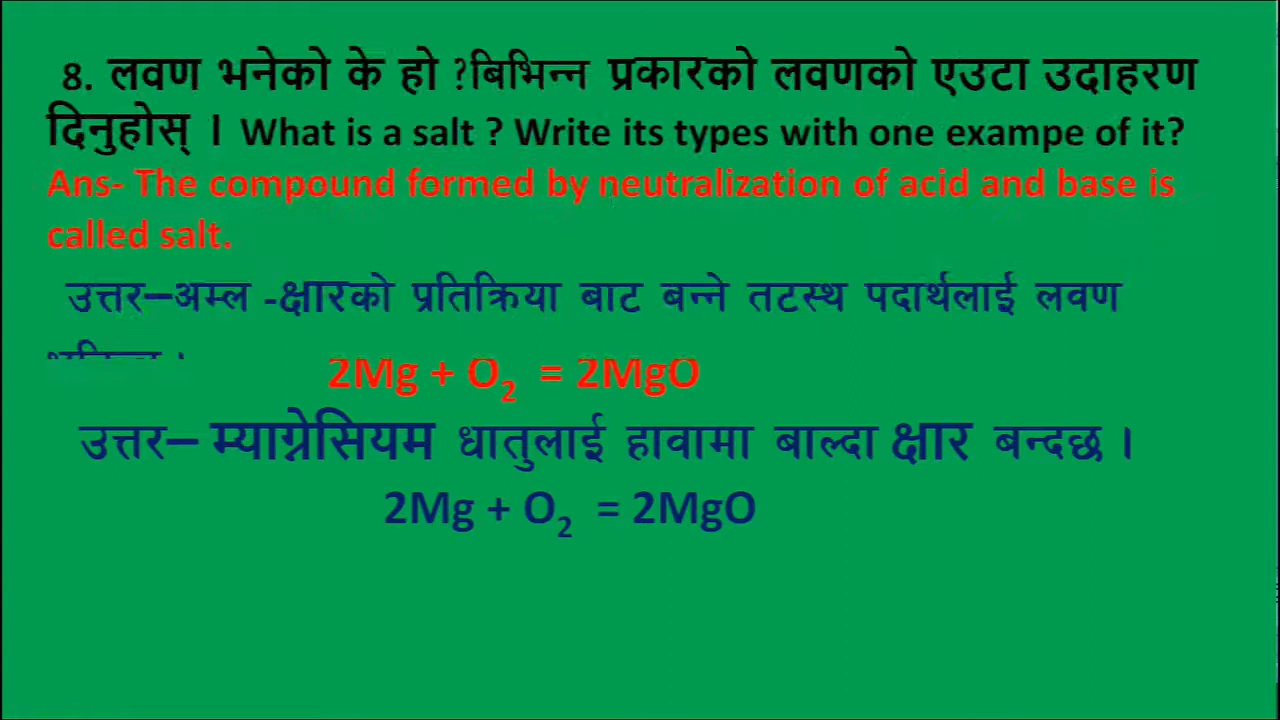 8. लवण भनेको के हो ?बिभिन्न प्रकारको लवणको एउटा उदाहरण
दिनुहोस् । What is a salt ? Write its types with one exampe of it?
Ans- The compound formed by neutralization of acid and base is
called salt.
उत्तर–अम्ल -क्षारको प्रतिक्रिया बाट बन्ने तटस्थ पदार्थलाई लवण
2Mg + O₂ = 2MgO
उत्तर– म्याग्नेसियम धातुलाई हावामा बाल्दा क्षार बन्दछ ।
2Mg + O₂ = 2MgO